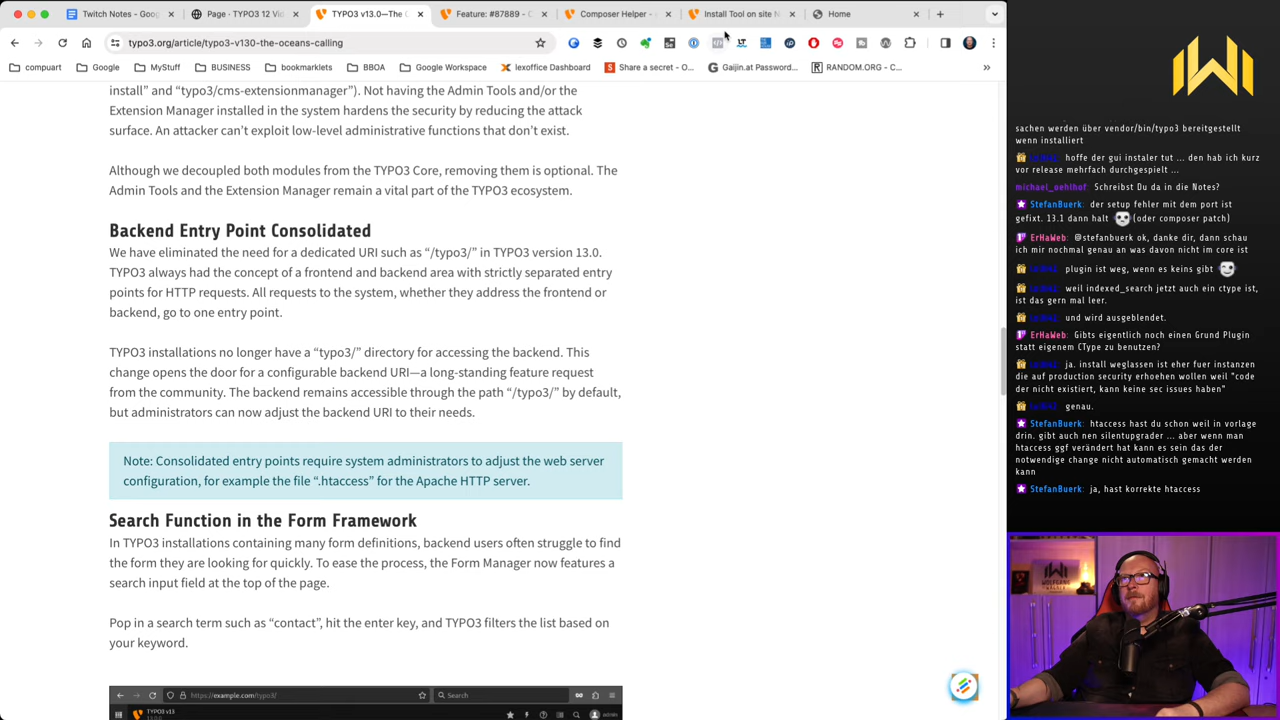 Twitch Notes - Goog
Page - TYPO3 12 Vid
TYPO3 v13.0—The O
Feature: #87889 - C
Composer Helper -
Install Tool on site N
Home
typo3.org/article/typo3-v130-the-oceans-calling
compuart
Google
MyStuff
BUSINESS
bookmarklets
BBOA
Google Workspace
lexoffice Dashboard
Share a secret - O...
Gaijin.at Password...
RANDOM.ORG - C...
»
install” and “typo3/cms-extensionmanager”). Not having the Admin Tools and/or the
Extension Manager installed in the system hardens the security by reducing the attack
surface. An attacker can’t exploit low-level administrative functions that don’t exist.
Although we decoupled both modules from the TYPO3 Core, removing them is optional. The
Admin Tools and the Extension Manager remain a vital part of the TYPO3 ecosystem.
Backend Entry Point Consolidated
We have eliminated the need for a dedicated URI such as “/typo3/” in TYPO3 version 13.0.
TYPO3 always had the concept of a frontend and backend area with strictly separated entry
points for HTTP requests. All requests to the system, whether they address the frontend or
backend, go to one entry point.
TYPO3 installations no longer have a “typo3/” directory for accessing the backend. This
change opens the door for a configurable backend URI—a long-standing feature request
from the community. The backend remains accessible through the path “/typo3/” by default,
but administrators can now adjust the backend URI to their needs.
Note: Consolidated entry points require system administrators to adjust the web server
configuration, for example the file “.htaccess” for the Apache HTTP server.
Search Function in the Form Framework
In TYPO3 installations containing many form definitions, backend users often struggle to find
the form they are looking for quickly. To ease the process, the Form Manager now features a
search input field at the top of the page.
Pop in a search term such as “contact”, hit the enter key, and TYPO3 filters the list based on
your keyword.
https://example.com/typo3/
Search
TYPO3 v13
admin
sachen werden über vendor/bin/typo3 bereitgestellt
wenn installiert
hoffe der gui instaler tut ... den hab ich kurz
vor release mehrfach durchgespielt ...
michael_oehlhof Schreibst Du da in die Notes?
StefanBuerk: der setup fehler mit dem port ist
gefixt. 13.1 dann halt (oder composer patch)
ErHaWeb: @stefanbuerk ok, danke dir, dann schau
ich mir nochmal genau an was davon nicht im core ist
plugin ist weg, wenn es keins gibt
weil indexed_search jetzt auch ein ctype ist,
ist das gern mal leer.
und wird ausgeblendet.
ErHaWeb: Gibts eigentlich noch einen Grund Plugin
statt eigenem CType zu benutzen?
ja. install weglassen ist eher fuer instanzen
die auf production security erhoehen wollen weil "code
der nicht existiert, kann keine sec issues haben"
genau.
StefanBuerk: htaccess hast du schon weil in vorlage
drin. gibt auch nen silentupgrader ... aber wenn man
htaccess ggf verändert hat kann es sein das der
notwendige change nicht automatisch gemacht werden
kann
StefanBuerk: ja, hast korrekte htaccess